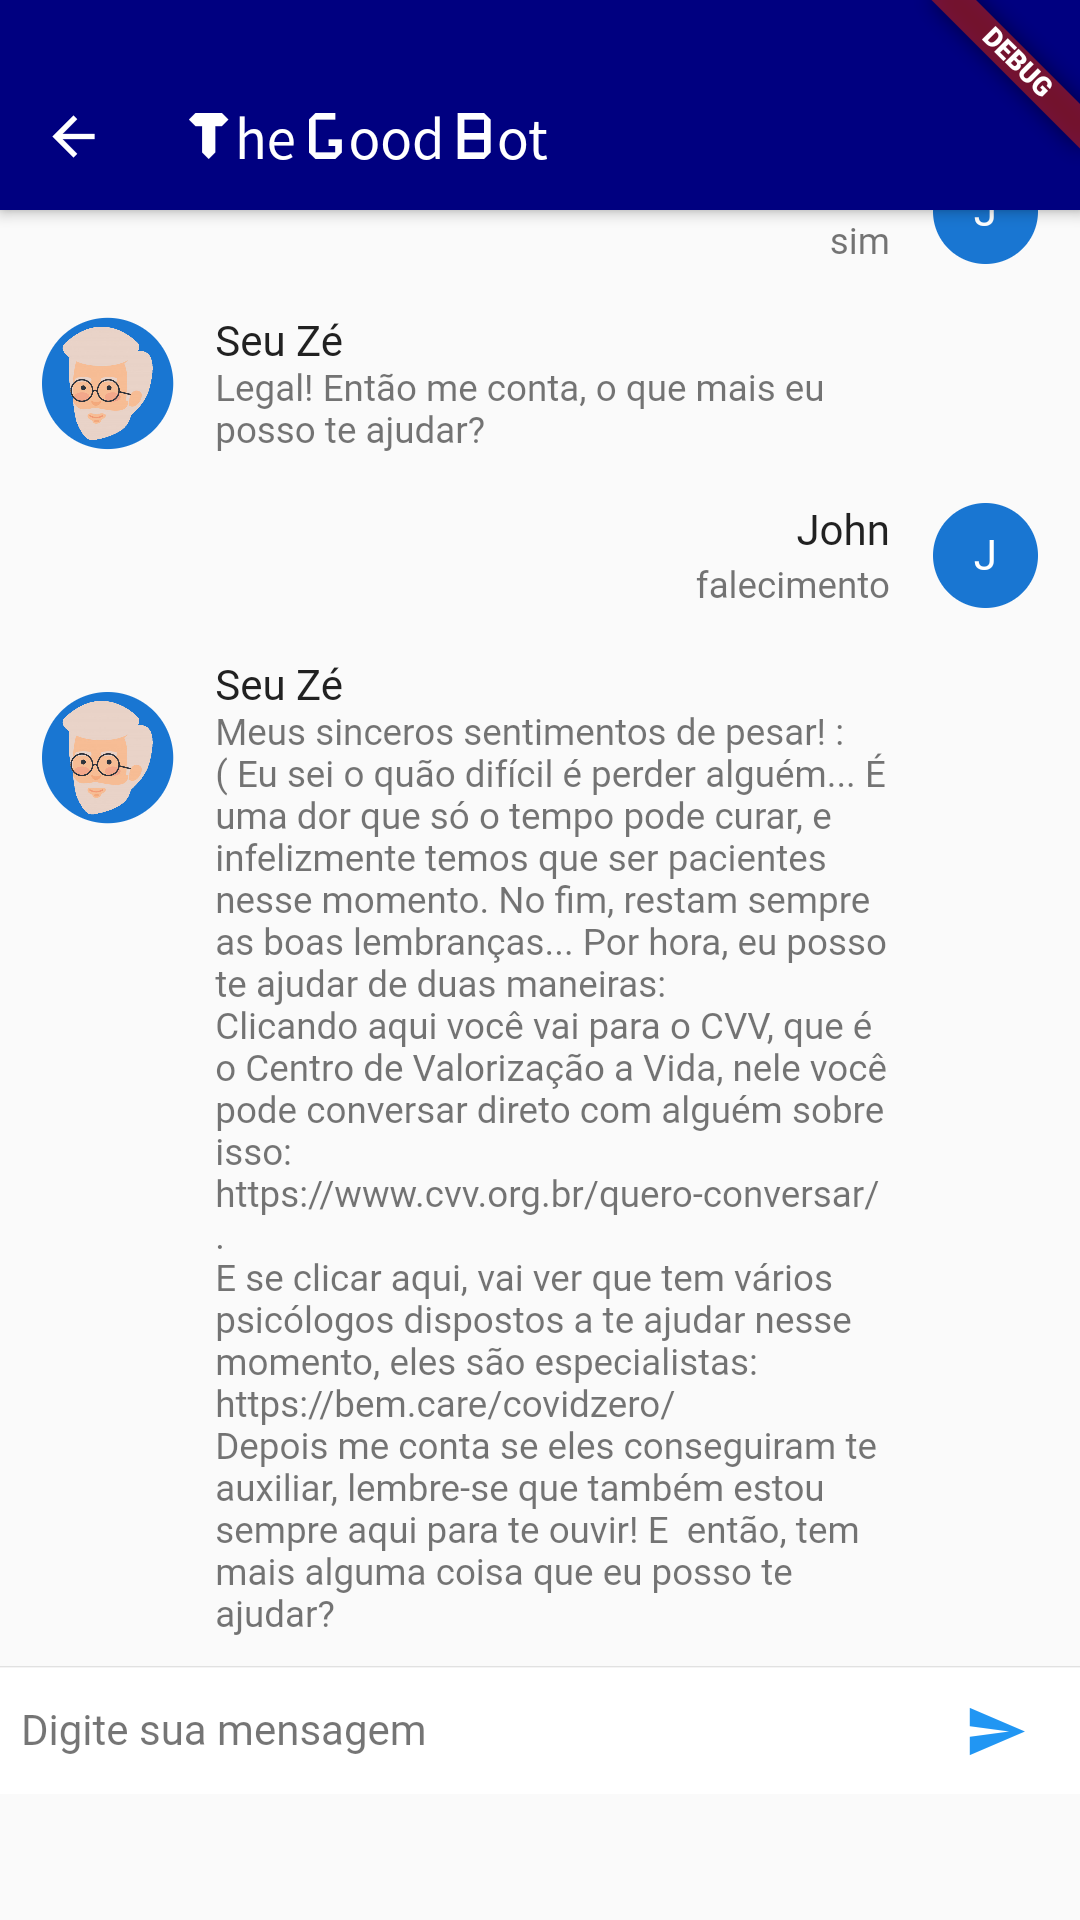 DEBUG
The Good Bot
J
sim
Seu Zé
Legal! Então me conta, o que mais eu
posso te ajudar?
John
J
falecimento
Seu Zé
Meus sinceros sentimentos de pesar! :
( Eu sei o quão difícil é perder alguém... É
uma dor que só o tempo pode curar, e
infelizmente temos que ser pacientes
nesse momento. No fim, restam sempre
as boas lembranças... Por hora, eu posso
te ajudar de duas maneiras:
Clicando aqui você vai para o CVV, que é
o Centro de Valorização a Vida, nele você
pode conversar direto com alguém sobre
isso:
https://www.cvv.org.br/quero-conversar/
.
E se clicar aqui, vai ver que tem vários
psicólogos dispostos a te ajudar nesse
momento, eles são especialistas:
https://bem.care/covidzero/
Depois me conta se eles conseguiram te
auxiliar, lembre-se que também estou
sempre aqui para te ouvir! E  então, tem
mais alguma coisa que eu posso te
ajudar?
Digite sua mensagem